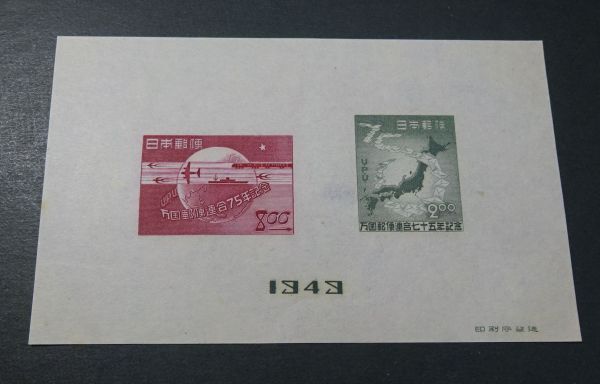 日本郵便
UPU
万国郵便連合75年記念
8.00
75
日本郵便
UPU
2.00
万国郵便連合七十五年記念
1949
印刷庁製造